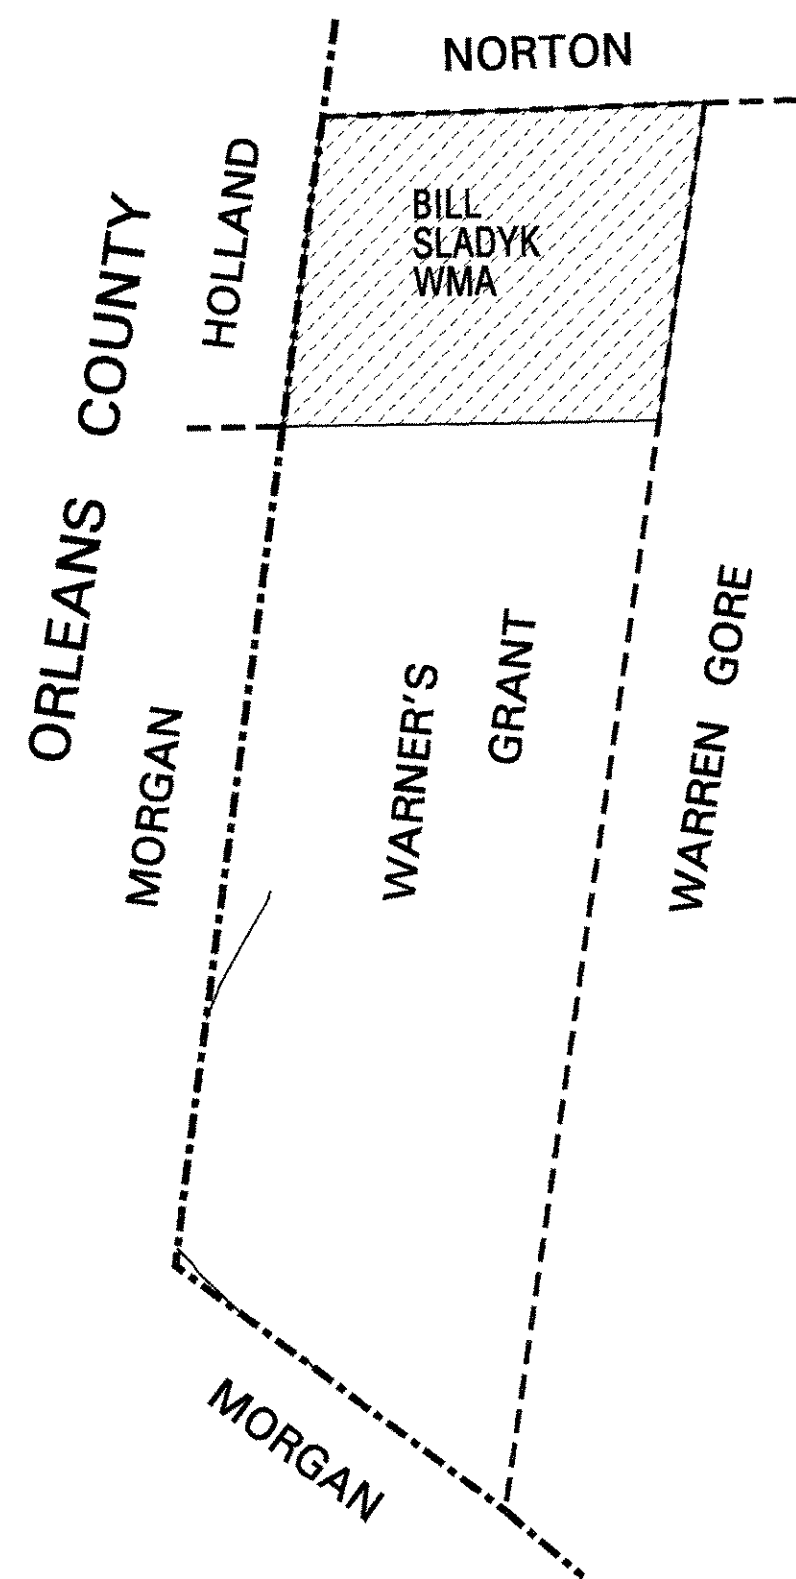 NORTON
HOLLAND
BILL
SLADYK
WMA
ORLEANS COUNTY
MORGAN
WARNER'S
GRANT
WARREN GORE
MORGAN